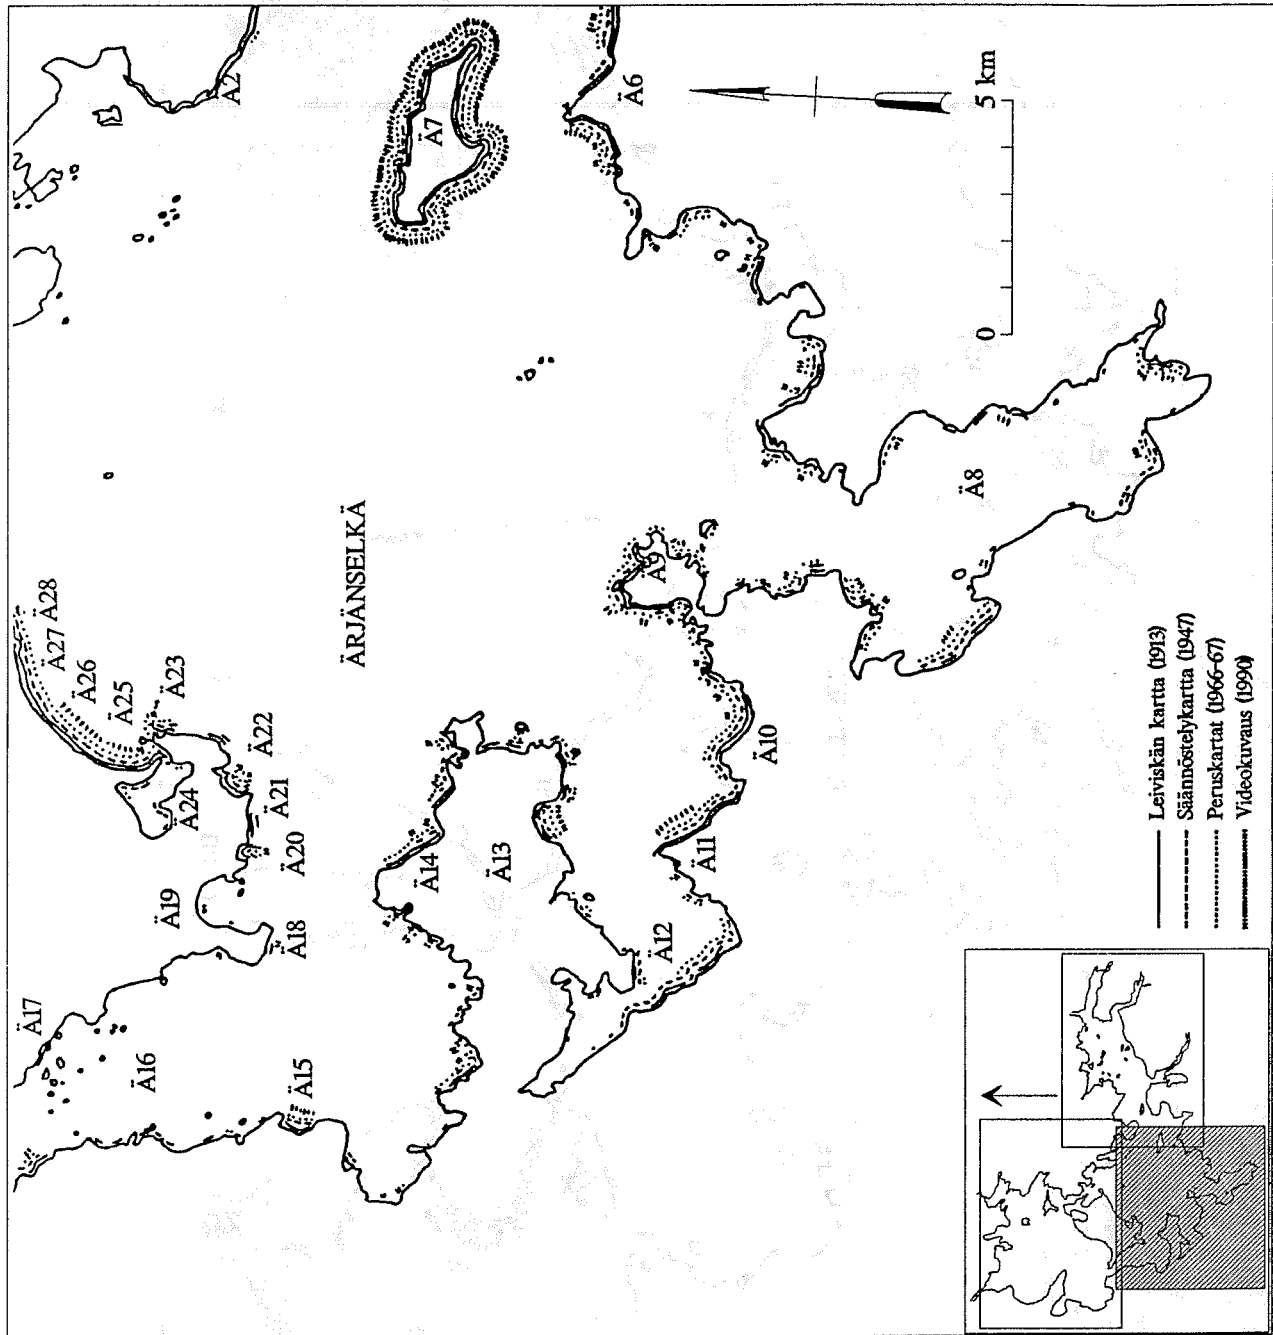 Ä2
Ä7
Ä6
5 km
0
ÄRJÄNSELKÄ
Ä8
Ä9
Ä28
Ä27
Ä26
Ä25
Ä23
Ä22
Ä24
Ä21
Ä20
Ä19
Ä18
Ä17
Ä16
Ä15
Ä14
Ä13
Ä10
Ä11
Ä12
Leiviskän kartta (1913)
Säännöstelykartta (1947)
Peruskartat (1966-67)
Videokuvaus (1990)